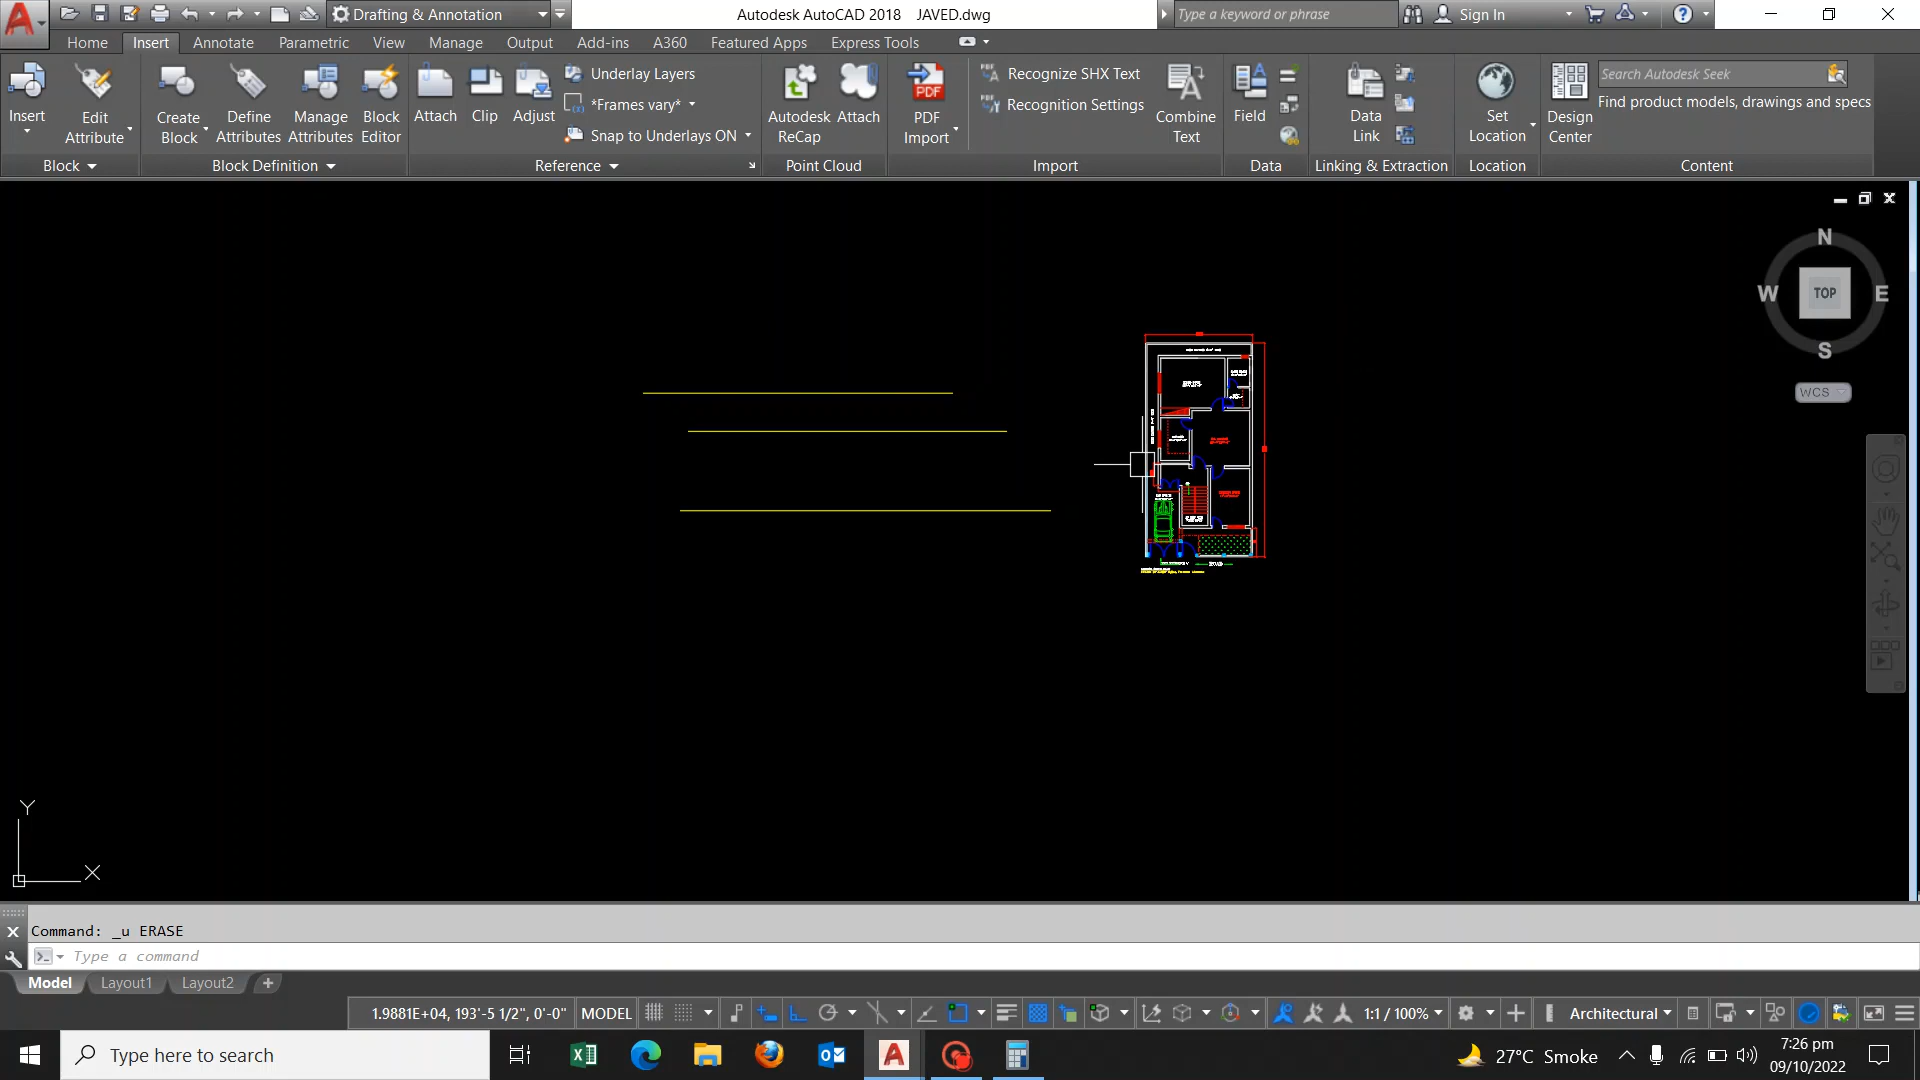 Drafting & Annotation
Autodesk AutoCAD 2018 JAVED.dwg
Type a keyword or phrase
Sign In
Home Insert Annotate Parametric View Manage Output Add-ins A360 Featured Apps Express Tools
Insert
Edit Attribute
Create Block
Define Attributes
Manage Attributes
Block Editor
Attach
Clip
Adjust
Underlay Layers
*Frames vary*
Snap to Underlays ON
Autodesk ReCap
Attach
PDF
PDF Import
Recognize SHX Text
Recognition Settings
Combine Text
Field
Data Link
Set Location
Design Center
Search Autodesk Seek
Find product models, drawings and specs
Block
Block Definition
Reference
Point Cloud
Import
Data
Linking & Extraction
Location
Content
N
W TOP E
S
WCS
Y
X
Command: _u ERASE
Type a command
Model Layout1 Layout2
1.9881E+04, 193'-5 1/2", 0'-0" MODEL 1:1 / 100% Architectural
Type here to search
27°C Smoke
7:26 pm
09/10/2022